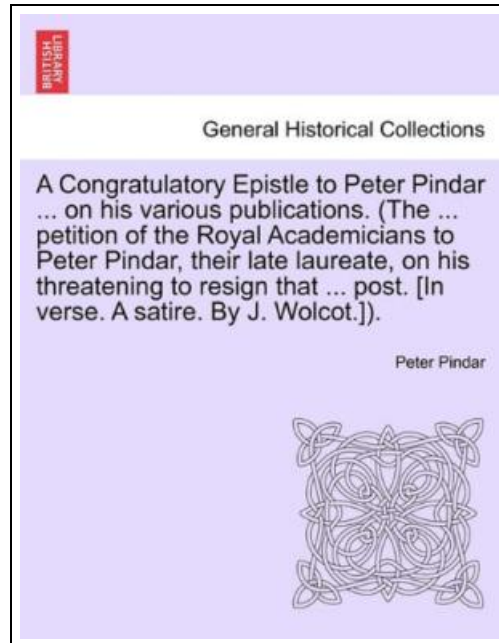 BRITISH
LIBRARY
General Historical Collections
A Congratulatory Epistle to Peter Pindar
... on his various publications. (The ...
petition of the Royal Academicians to
Peter Pindar, their late laureate, on his
threatening to resign that ... post. [In
verse. A satire. By J. Wolcot.]).
Peter Pindar